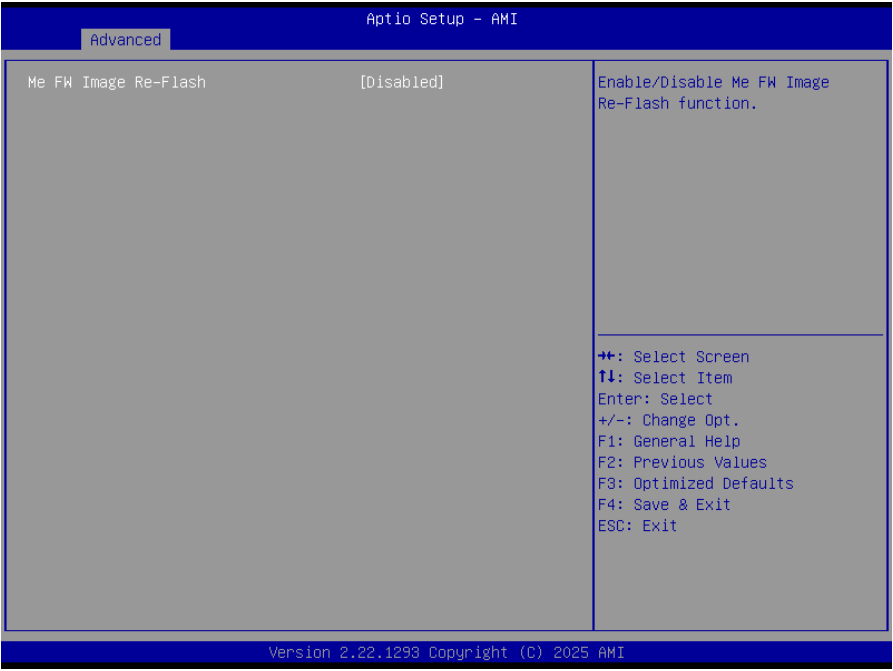 Aptio Setup – AMI
Advanced
Me FW Image Re-Flash [Disabled]
Enable/Disable Me FW Image
Re-Flash function.
→←: Select Screen
↑↓: Select Item
Enter: Select
+/-: Change Opt.
F1: General Help
F2: Previous Values
F3: Optimized Defaults
F4: Save & Exit
ESC: Exit
Version 2.22.1293 Copyright (C) 2025 AMI